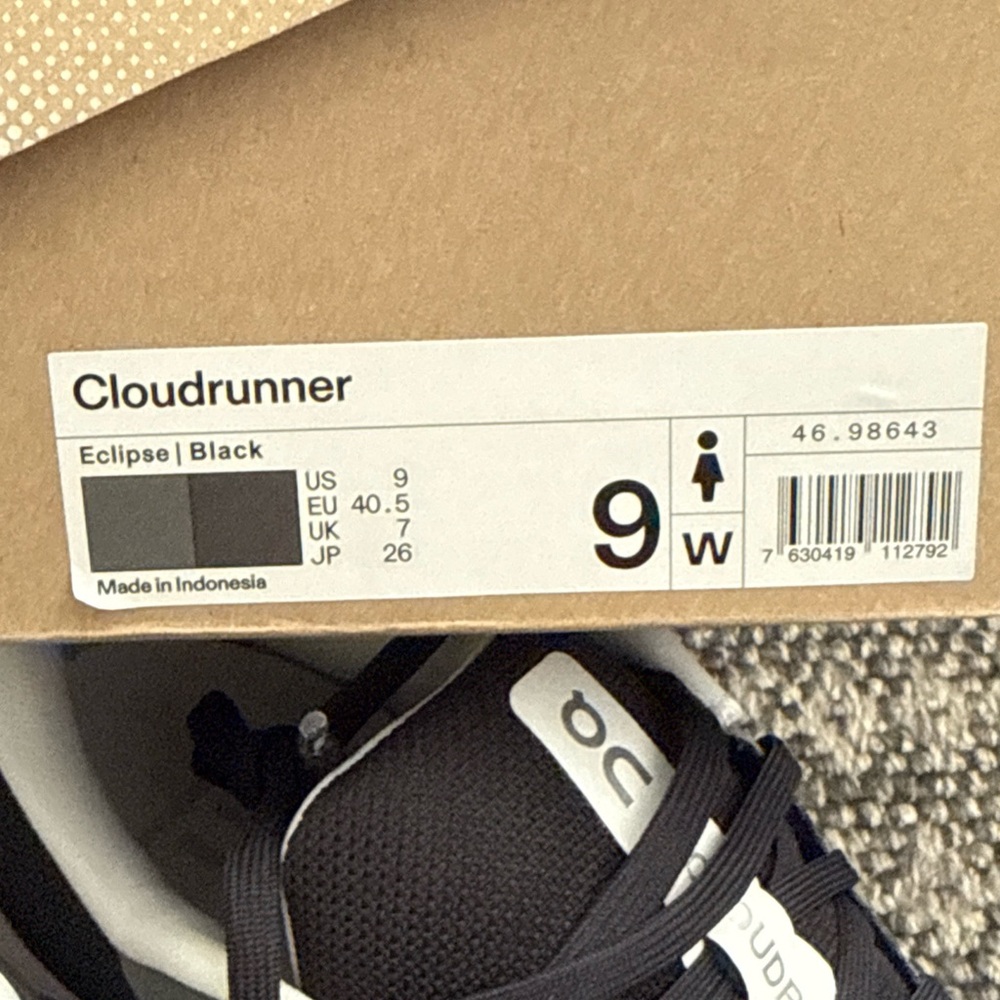 Cloudrunner
Eclipse | Black
US 9
EU 40.5
UK 7
JP 26
Made in Indonesia
9
W
46.98643
7 630419 112792
On